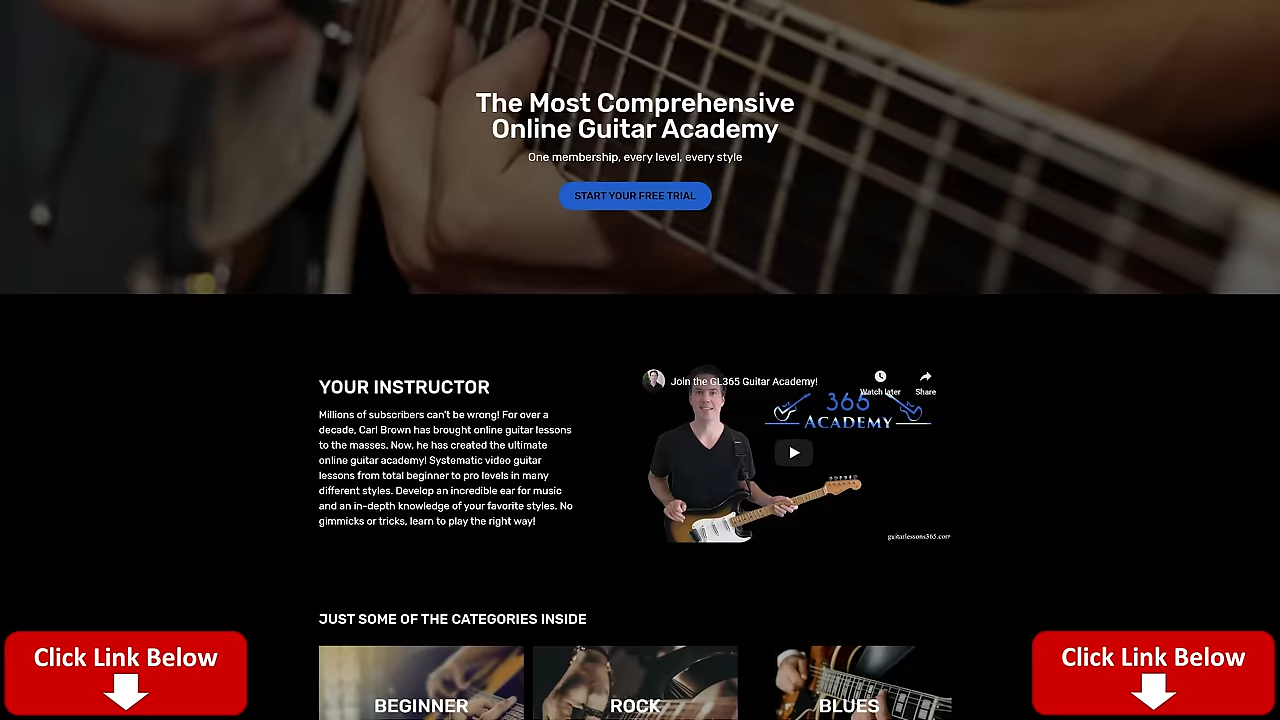 The Most Comprehensive
Online Guitar Academy
One membership, every level, every style
START YOUR FREE TRIAL
YOUR INSTRUCTOR
Millions of subscribers can't be wrong! For over a
decade, Carl Brown has brought online guitar lessons
to the masses. Now, he has created the ultimate
online guitar academy! Systematic video guitar
lessons from total beginner to pro levels in many
different styles. Develop an incredible ear for music
and an in-depth knowledge of your favorite styles. No
gimmicks or tricks, learn to play the right way!
Join the GL365 Guitar Academy!
Watch later
Share
365
ACADEMY
guitarlessons365.com
JUST SOME OF THE CATEGORIES INSIDE
BEGINNER
ROCK
BLUES
Click Link Below
Click Link Below